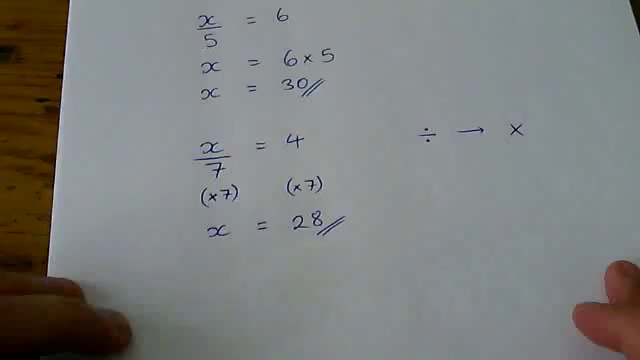 x/5 = 6
x = 6 × 5
x = 30//
x/7 = 4
÷ → ×
(×7) (×7)
x = 28//